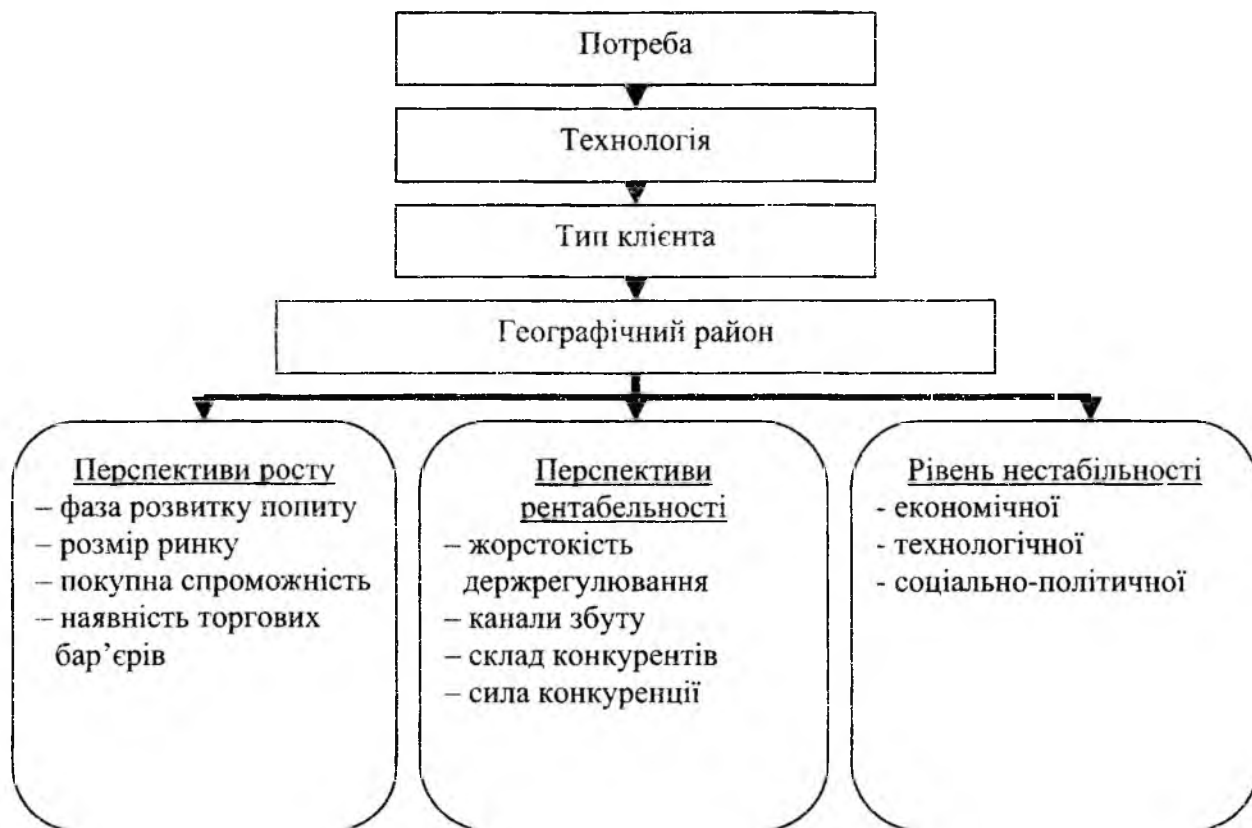 Потреба
Технологія
Тип клієнта
Географічний район
Перспективи росту
– фаза розвитку попиту
– розмір ринку
– покупна спроможність
– наявність торгових
бар’єрів
Перспективи
рентабельності
– жорстокість
держрегулювання
– канали збуту
– склад конкурентів
– сила конкуренції
Рівень нестабільності
- економічної
- технологічної
- соціально-політичної